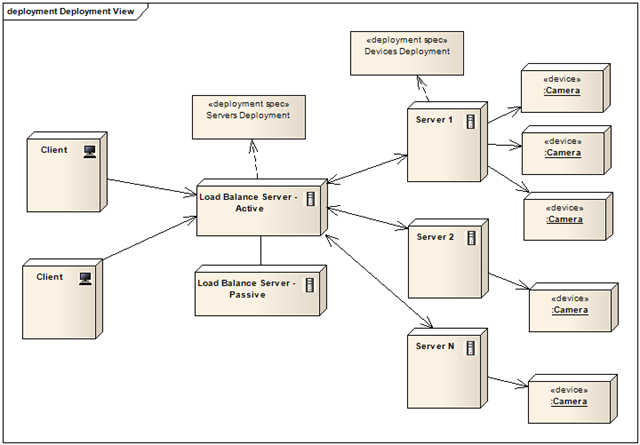 deployment Deployment View
«deployment spec»
Devices Deployment
«device»
:Camera
«deployment spec»
Servers Deployment
Server 1
«device»
:Camera
Client
Load Balance Server -
Active
«device»
:Camera
Server 2
Client
Load Balance Server -
Passive
«device»
:Camera
Server N
«device»
:Camera